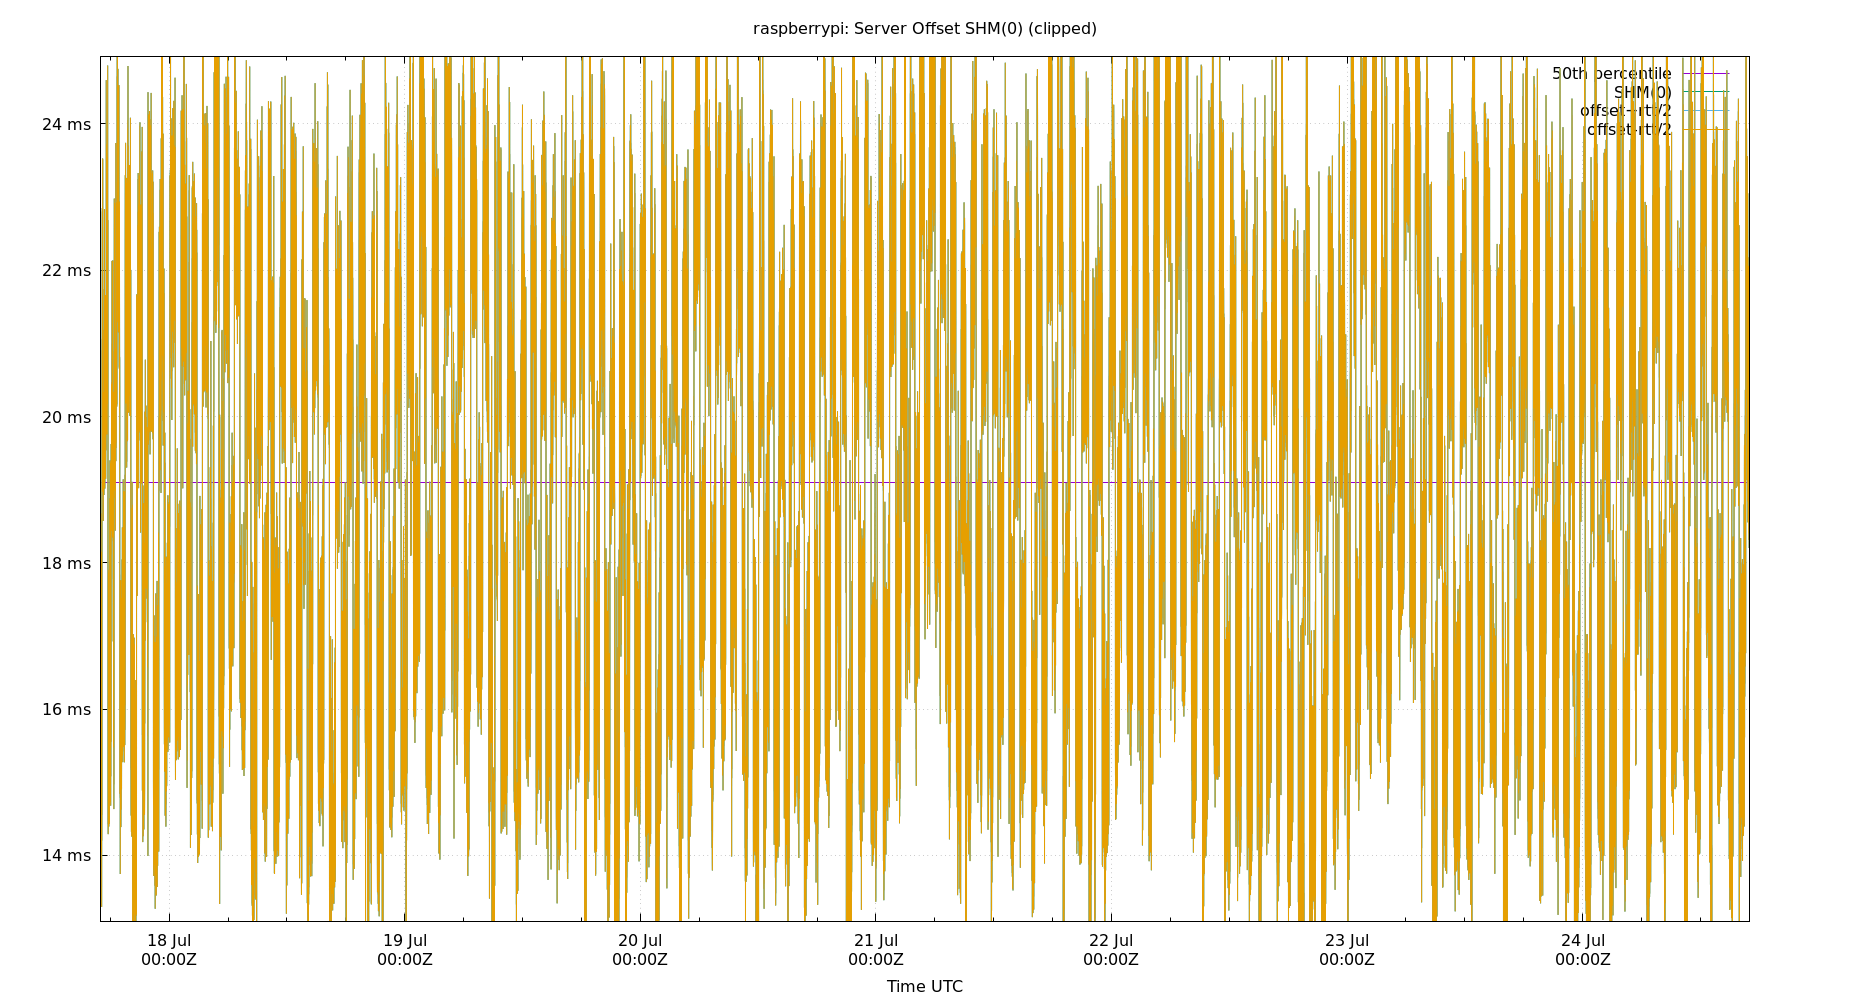 raspberrypi: Server Offset SHM(0) (clipped)
50th percentile
SHM(0)
offset+rtt/2
offset-rtt/2
24 ms
22 ms
20 ms
18 ms
16 ms
14 ms
18 Jul 19 Jul 20 Jul 21 Jul 22 Jul 23 Jul 24 Jul
00:00Z 00:00Z 00:00Z 00:00Z 00:00Z 00:00Z 00:00Z
Time UTC